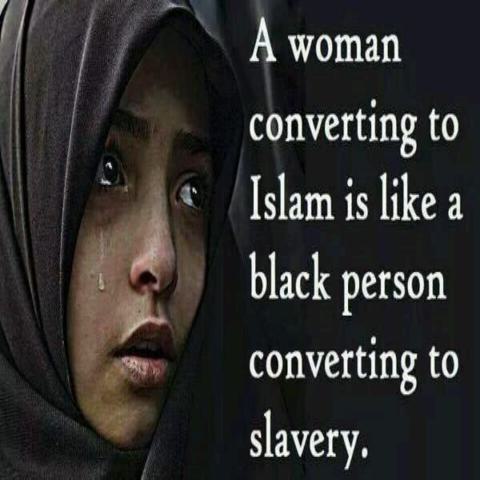 A woman
converting to
Islam is like a
black person
converting to
slavery.